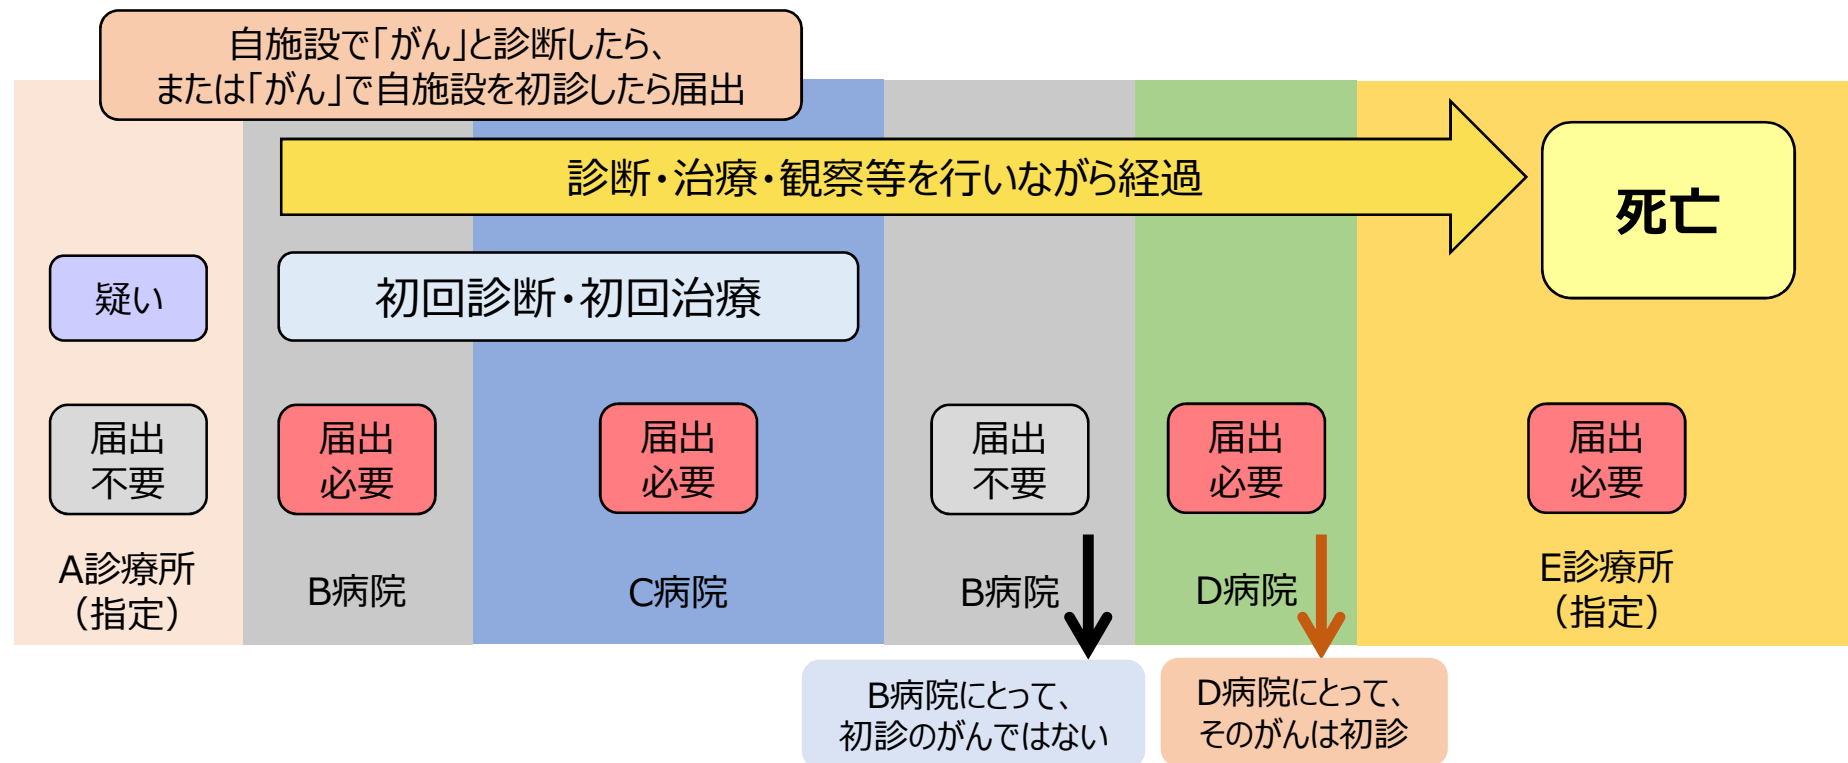 自施設で「がん」と診断したら、
または「がん」で自施設を初診したら届出
診断・治療・観察等を行いながら経過
死亡
疑い
初回診断・初回治療
届出
不要
届出
必要
届出
必要
届出
不要
届出
必要
届出
必要
A診療所
（指定）
B病院
C病院
B病院
D病院
E診療所
（指定）
B病院にとって、
初診のがんではない
D病院にとって、
そのがんは初診